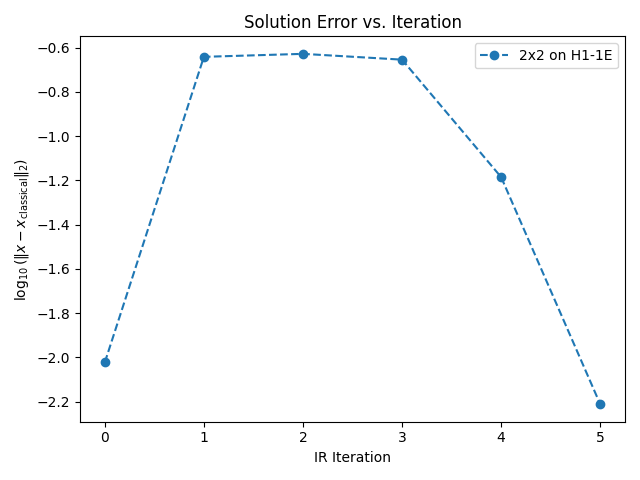 Solution Error vs. Iteration
2x2 on H1-1E
log₁₀(‖x − x_classical‖₂)
−0.6
−0.8
−1.0
−1.2
−1.4
−1.6
−1.8
−2.0
−2.2
0 1 2 3 4 5
IR Iteration